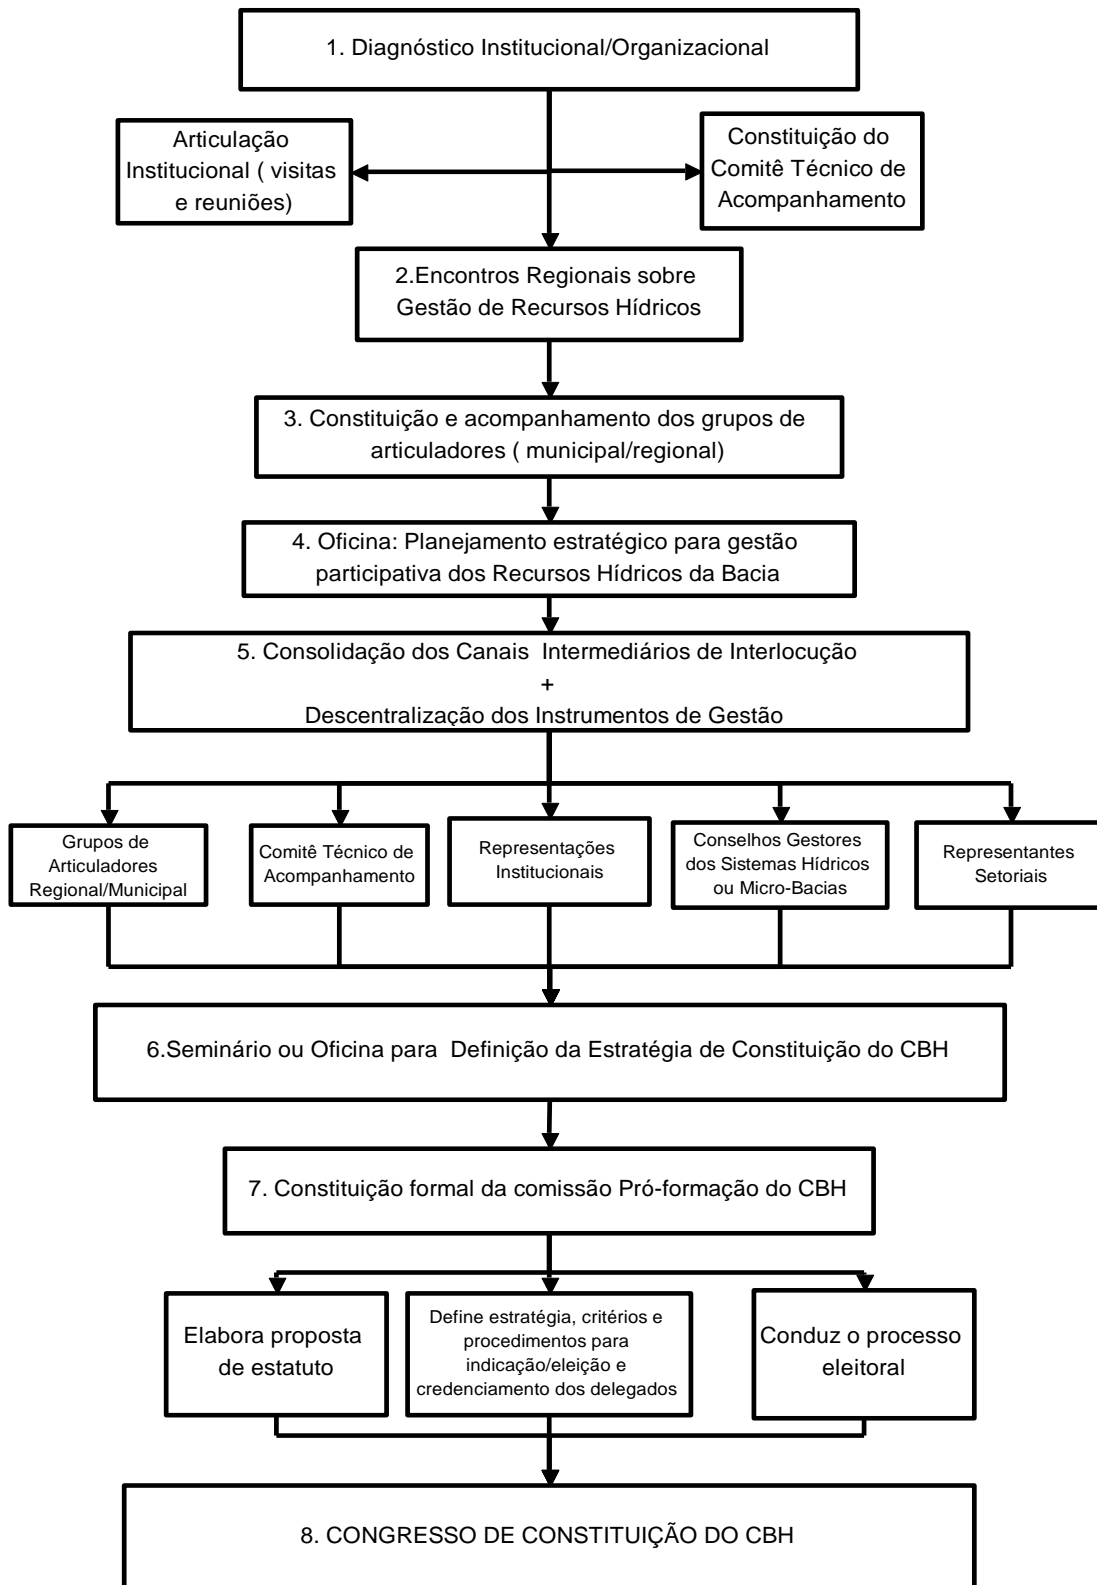 1. Diagnóstico Institucional/Organizacional
Articulação
Institucional ( visitas
e reuniões)
Constituição do
Comitê Técnico de
Acompanhamento
2.Encontros Regionais sobre
Gestão de Recursos Hídricos
3. Constituição e acompanhamento dos grupos de
articuladores ( municipal/regional)
4. Oficina: Planejamento estratégico para gestão
participativa dos Recursos Hídricos da Bacia
5. Consolidação dos Canais Intermediários de Interlocução
+
Descentralização dos Instrumentos de Gestão
Grupos de
Articuladores
Regional/Municipal
Comitê Técnico de
Acompanhamento
Representações
Institucionais
Conselhos Gestores
dos Sistemas Hídricos
ou Micro-Bacias
Representantes
Setoriais
6.Seminário ou Oficina para Definição da Estratégia de Constituição do CBH
7. Constituição formal da comissão Pró-formação do CBH
Elabora proposta
de estatuto
Define estratégia, critérios e
procedimentos para
indicação/eleição e
credenciamento dos delegados
Conduz o processo
eleitoral
8. CONGRESSO DE CONSTITUIÇÃO DO CBH